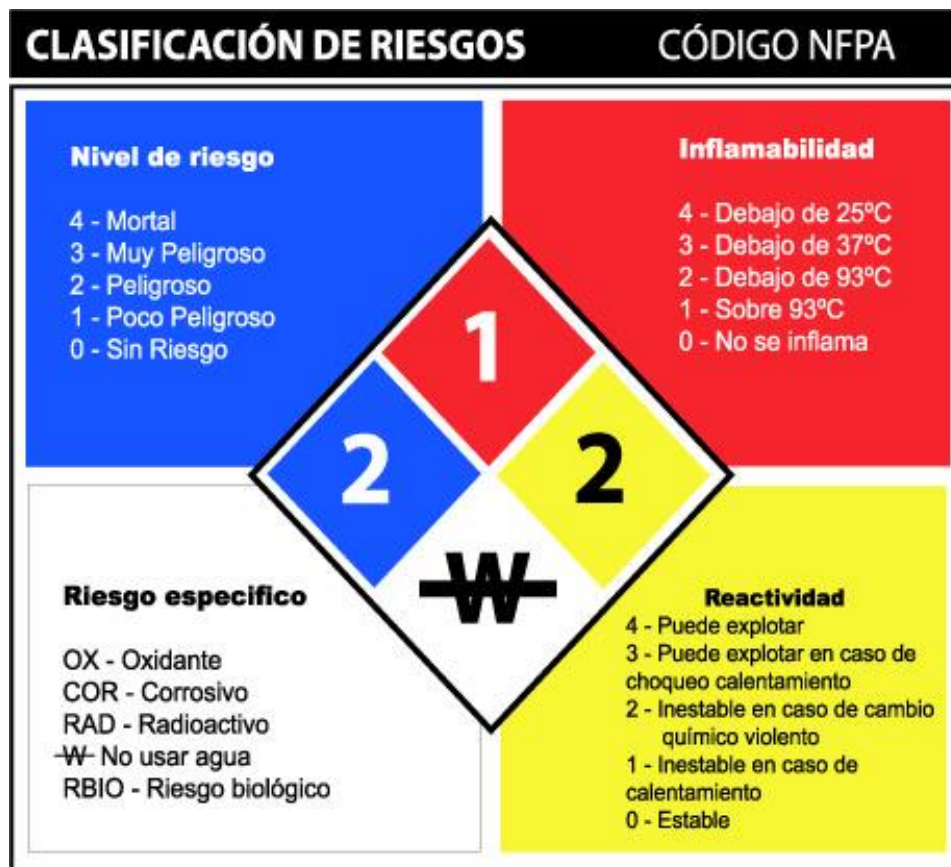 CLASIFICACIÓN DE RIESGOS CÓDIGO NFPA
Nivel de riesgo
4 - Mortal
3 - Muy Peligroso
2 - Peligroso
1 - Poco Peligroso
0 - Sin Riesgo
Inflamabilidad
4 - Debajo de 25ºC
3 - Debajo de 37ºC
2 - Debajo de 93ºC
1 - Sobre 93ºC
0 - No se inflama
1
2
2
W
Riesgo especifico
OX - Oxidante
COR - Corrosivo
RAD - Radioactivo
W - No usar agua
RBIO - Riesgo biológico
Reactividad
4 - Puede explotar
3 - Puede explotar en caso de
choqueo calentamiento
2 - Inestable en caso de cambio
químico violento
1 - Inestable en caso de
calentamiento
0 - Estable